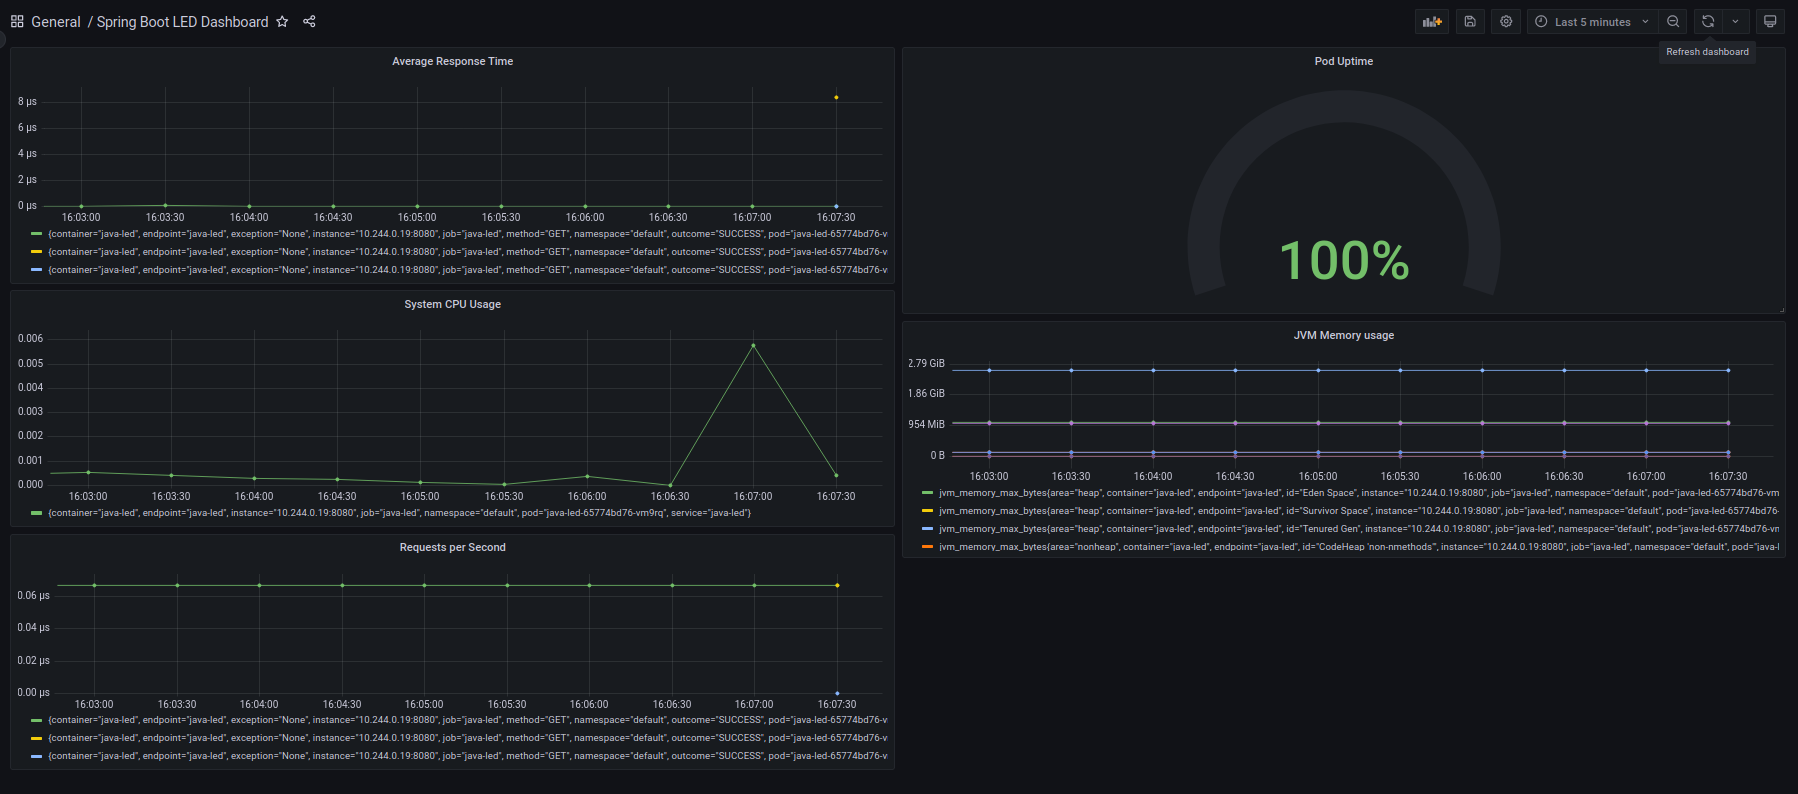 General / Spring Boot LED Dashboard
Last 5 minutes
Refresh dashboard
Average Response Time
8 µs
6 µs
4 µs
2 µs
0 µs
16:03:00 16:03:30 16:04:00 16:04:30 16:05:00 16:05:30 16:06:00 16:06:30 16:07:00 16:07:30
{container="java-led", endpoint="java-led", exception="None", instance="10.244.0.19:8080", job="java-led", method="GET", namespace="default", outcome="SUCCESS", pod="java-led-65774bd76-v
{container="java-led", endpoint="java-led", exception="None", instance="10.244.0.19:8080", job="java-led", method="GET", namespace="default", outcome="SUCCESS", pod="java-led-65774bd76-v
{container="java-led", endpoint="java-led", exception="None", instance="10.244.0.19:8080", job="java-led", method="GET", namespace="default", outcome="SUCCESS", pod="java-led-65774bd76-v
System CPU Usage
0.006
0.005
0.004
0.003
0.002
0.001
0.000
16:03:00 16:03:30 16:04:00 16:04:30 16:05:00 16:05:30 16:06:00 16:06:30 16:07:00 16:07:30
{container="java-led", endpoint="java-led", instance="10.244.0.19:8080", job="java-led", namespace="default", pod="java-led-65774bd76-vm9rq", service="java-led"}
Requests per Second
0.06 µs
0.04 µs
0.02 µs
0.00 µs
16:03:00 16:03:30 16:04:00 16:04:30 16:05:00 16:05:30 16:06:00 16:06:30 16:07:00 16:07:30
{container="java-led", endpoint="java-led", exception="None", instance="10.244.0.19:8080", job="java-led", method="GET", namespace="default", outcome="SUCCESS", pod="java-led-65774bd76-v
{container="java-led", endpoint="java-led", exception="None", instance="10.244.0.19:8080", job="java-led", method="GET", namespace="default", outcome="SUCCESS", pod="java-led-65774bd76-v
{container="java-led", endpoint="java-led", exception="None", instance="10.244.0.19:8080", job="java-led", method="GET", namespace="default", outcome="SUCCESS", pod="java-led-65774bd76-v
Pod Uptime
100%
JVM Memory usage
2.79 GiB
1.86 GiB
954 MiB
0 B
16:03:00 16:03:30 16:04:00 16:04:30 16:05:00 16:05:30 16:06:00 16:06:30 16:07:00 16:07:30
jvm_memory_max_bytes{area="heap", container="java-led", endpoint="java-led", id="Eden Space", instance="10.244.0.19:8080", job="java-led", namespace="default", pod="java-led-65774bd76-vm
jvm_memory_max_bytes{area="heap", container="java-led", endpoint="java-led", id="Survivor Space", instance="10.244.0.19:8080", job="java-led", namespace="default", pod="java-led-65774bd76-
jvm_memory_max_bytes{area="heap", container="java-led", endpoint="java-led", id="Tenured Gen", instance="10.244.0.19:8080", job="java-led", namespace="default", pod="java-led-65774bd76-vn
jvm_memory_max_bytes{area="nonheap", container="java-led", endpoint="java-led", id="CodeHeap 'non-nmethods'", instance="10.244.0.19:8080", job="java-led", namespace="default", pod="java-l